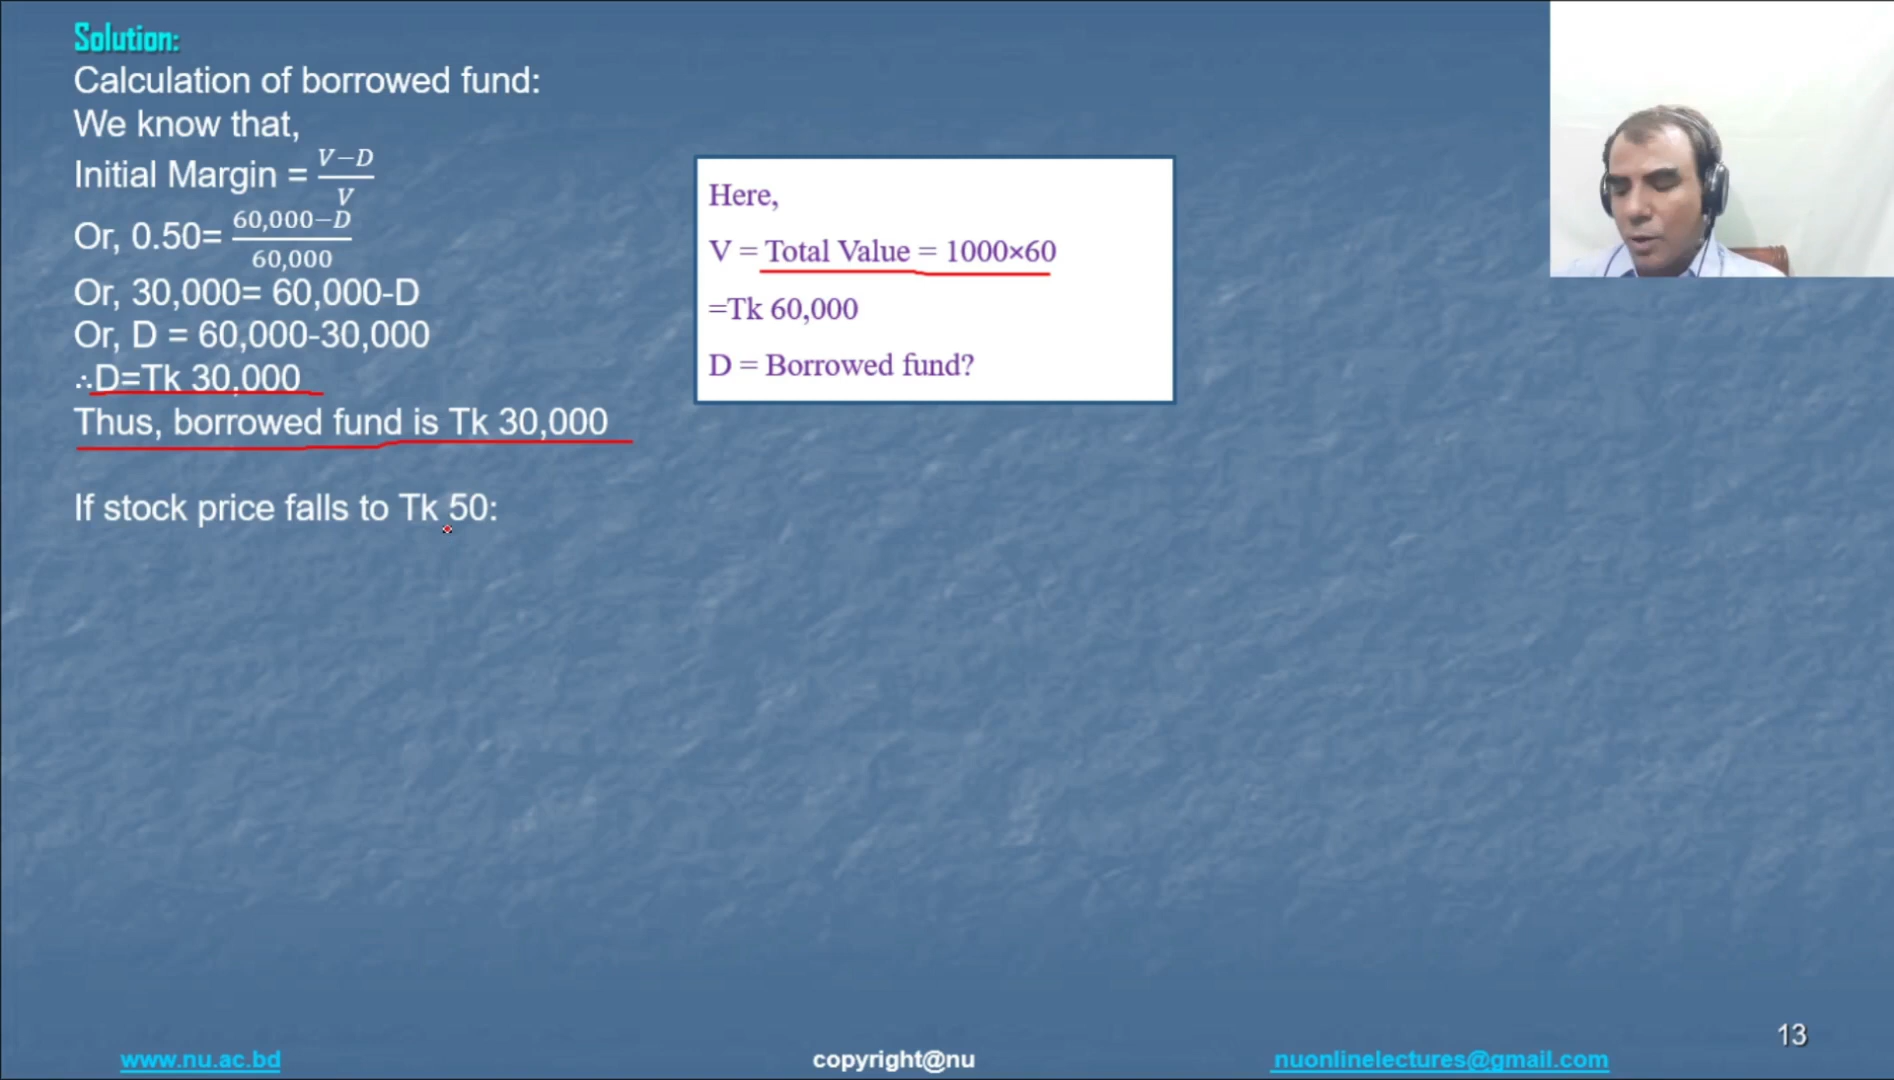 Solution:
Calculation of borrowed fund:
We know that,
Initial Margin = \frac{V-D}{V}
Or, 0.50= \frac{60,000-D}{60,000}
Or, 30,000= 60,000-D
Or, D = 60,000-30,000
∴D=Tk 30,000
Thus, borrowed fund is Tk 30,000
If stock price falls to Tk 50:
Here,
V = Total Value = 1000×60
=Tk 60,000
D = Borrowed fund?
13
www.nu.ac.bd
copyright@nu
nuonlinelectures@gmail.com